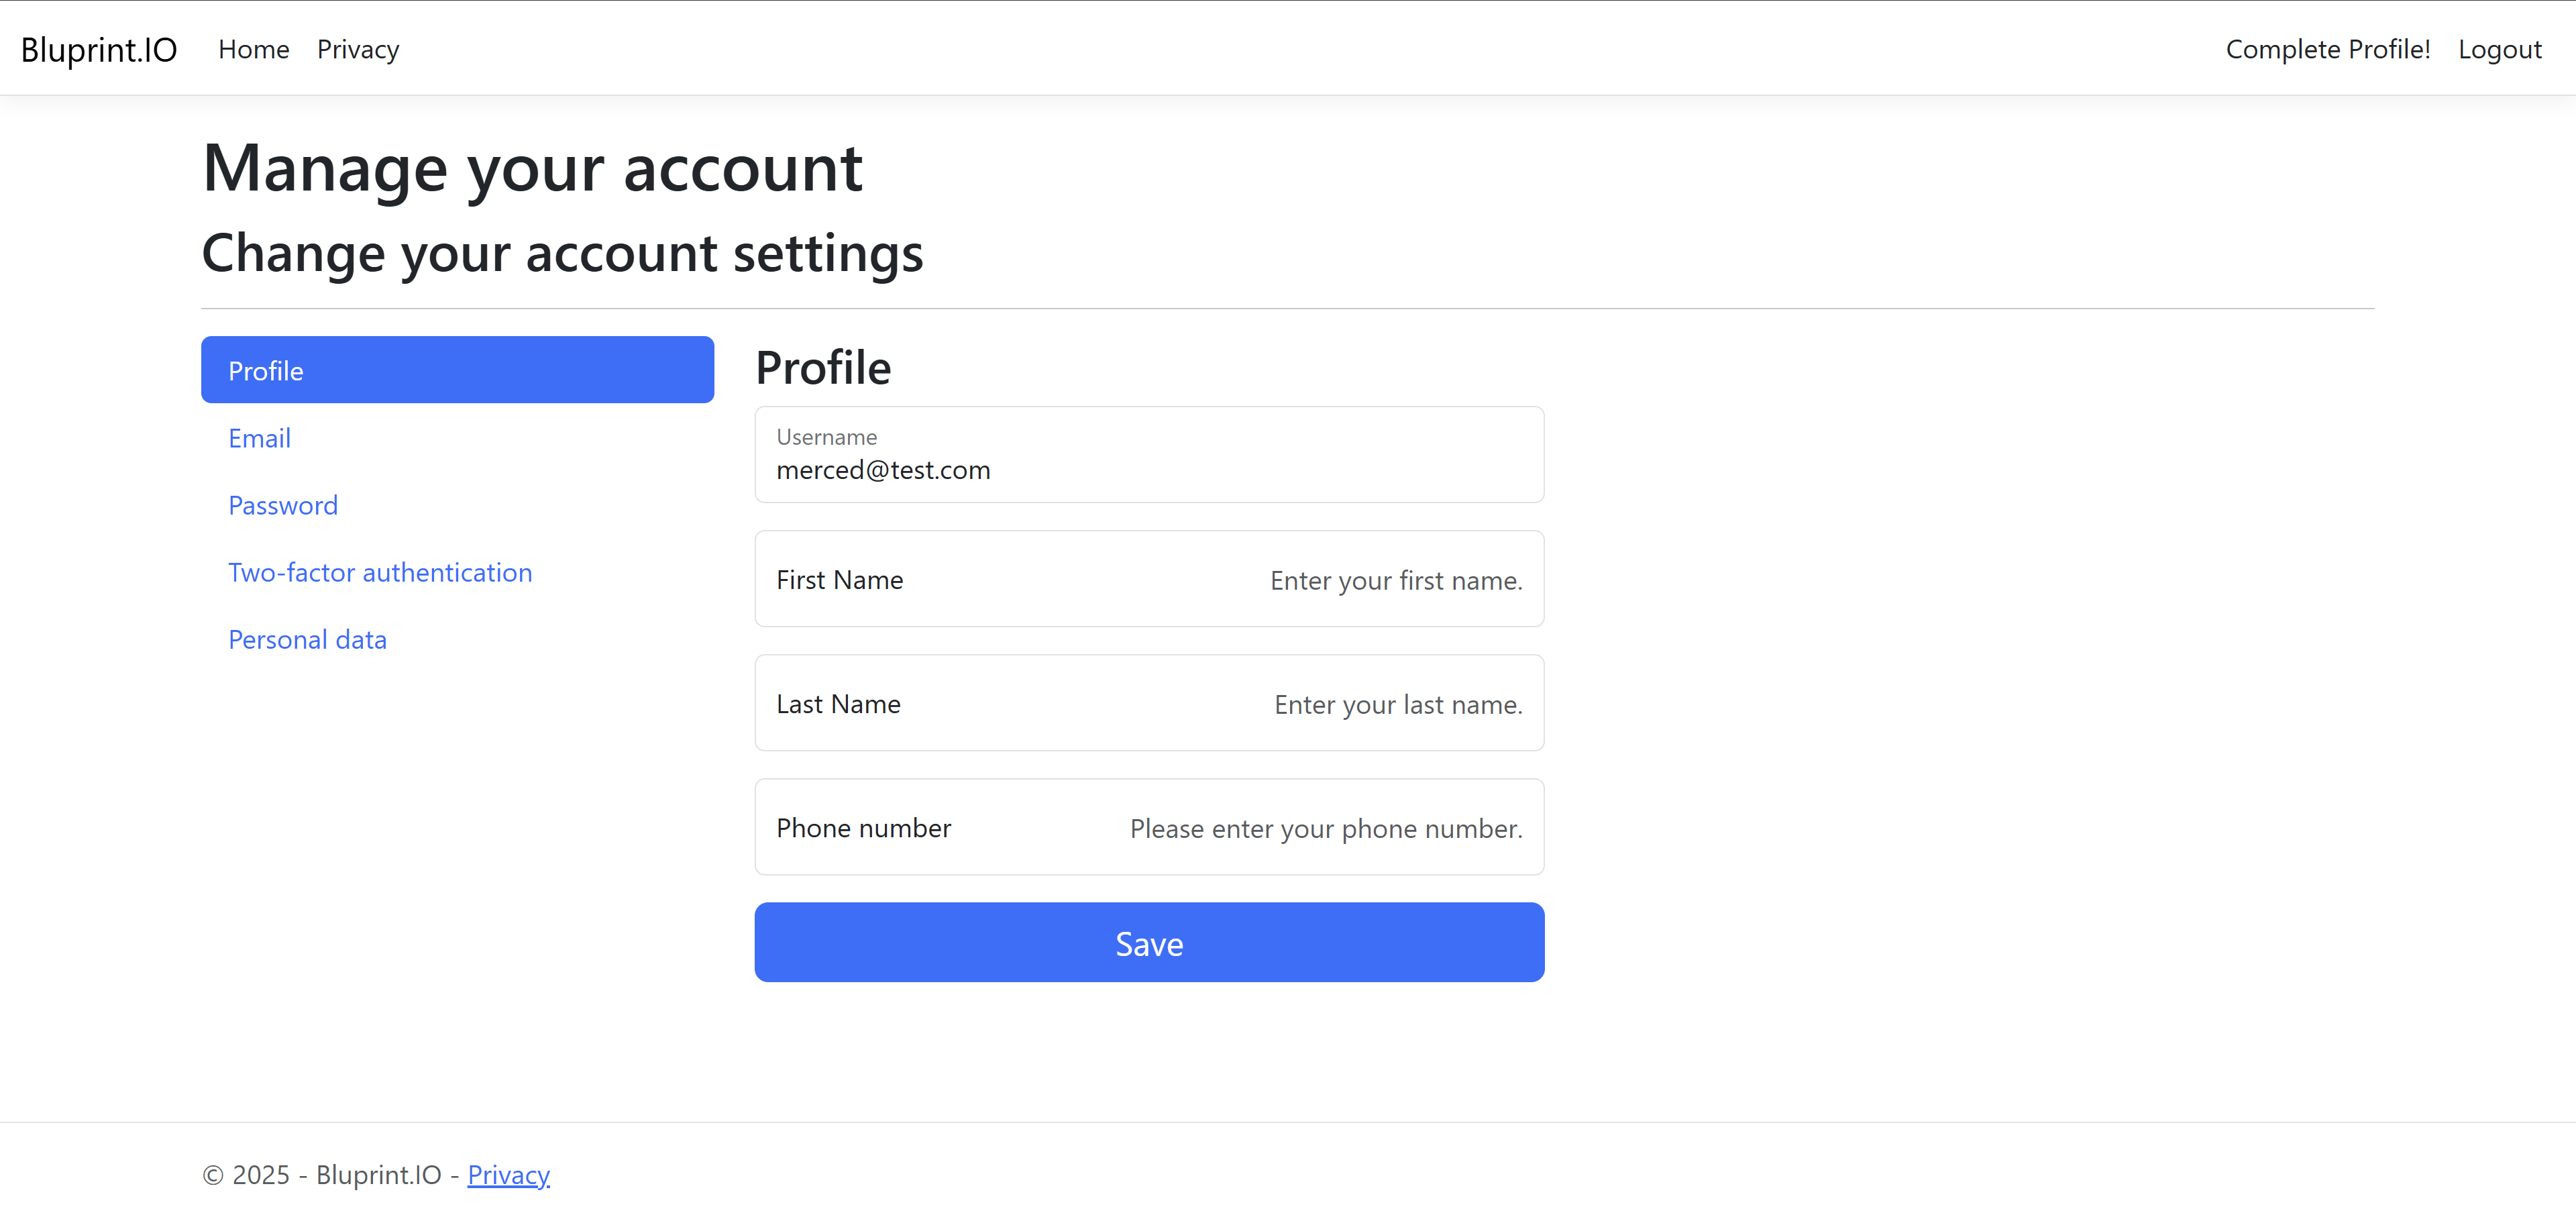 Bluprint.IO Home Privacy Complete Profile! Logout
Manage your account
Change your account settings
Profile
Email
Password
Two-factor authentication
Personal data
Profile
Username
merced@test.com
First Name Enter your first name.
Last Name Enter your last name.
Phone number Please enter your phone number.
Save
© 2025 - Bluprint.IO - Privacy